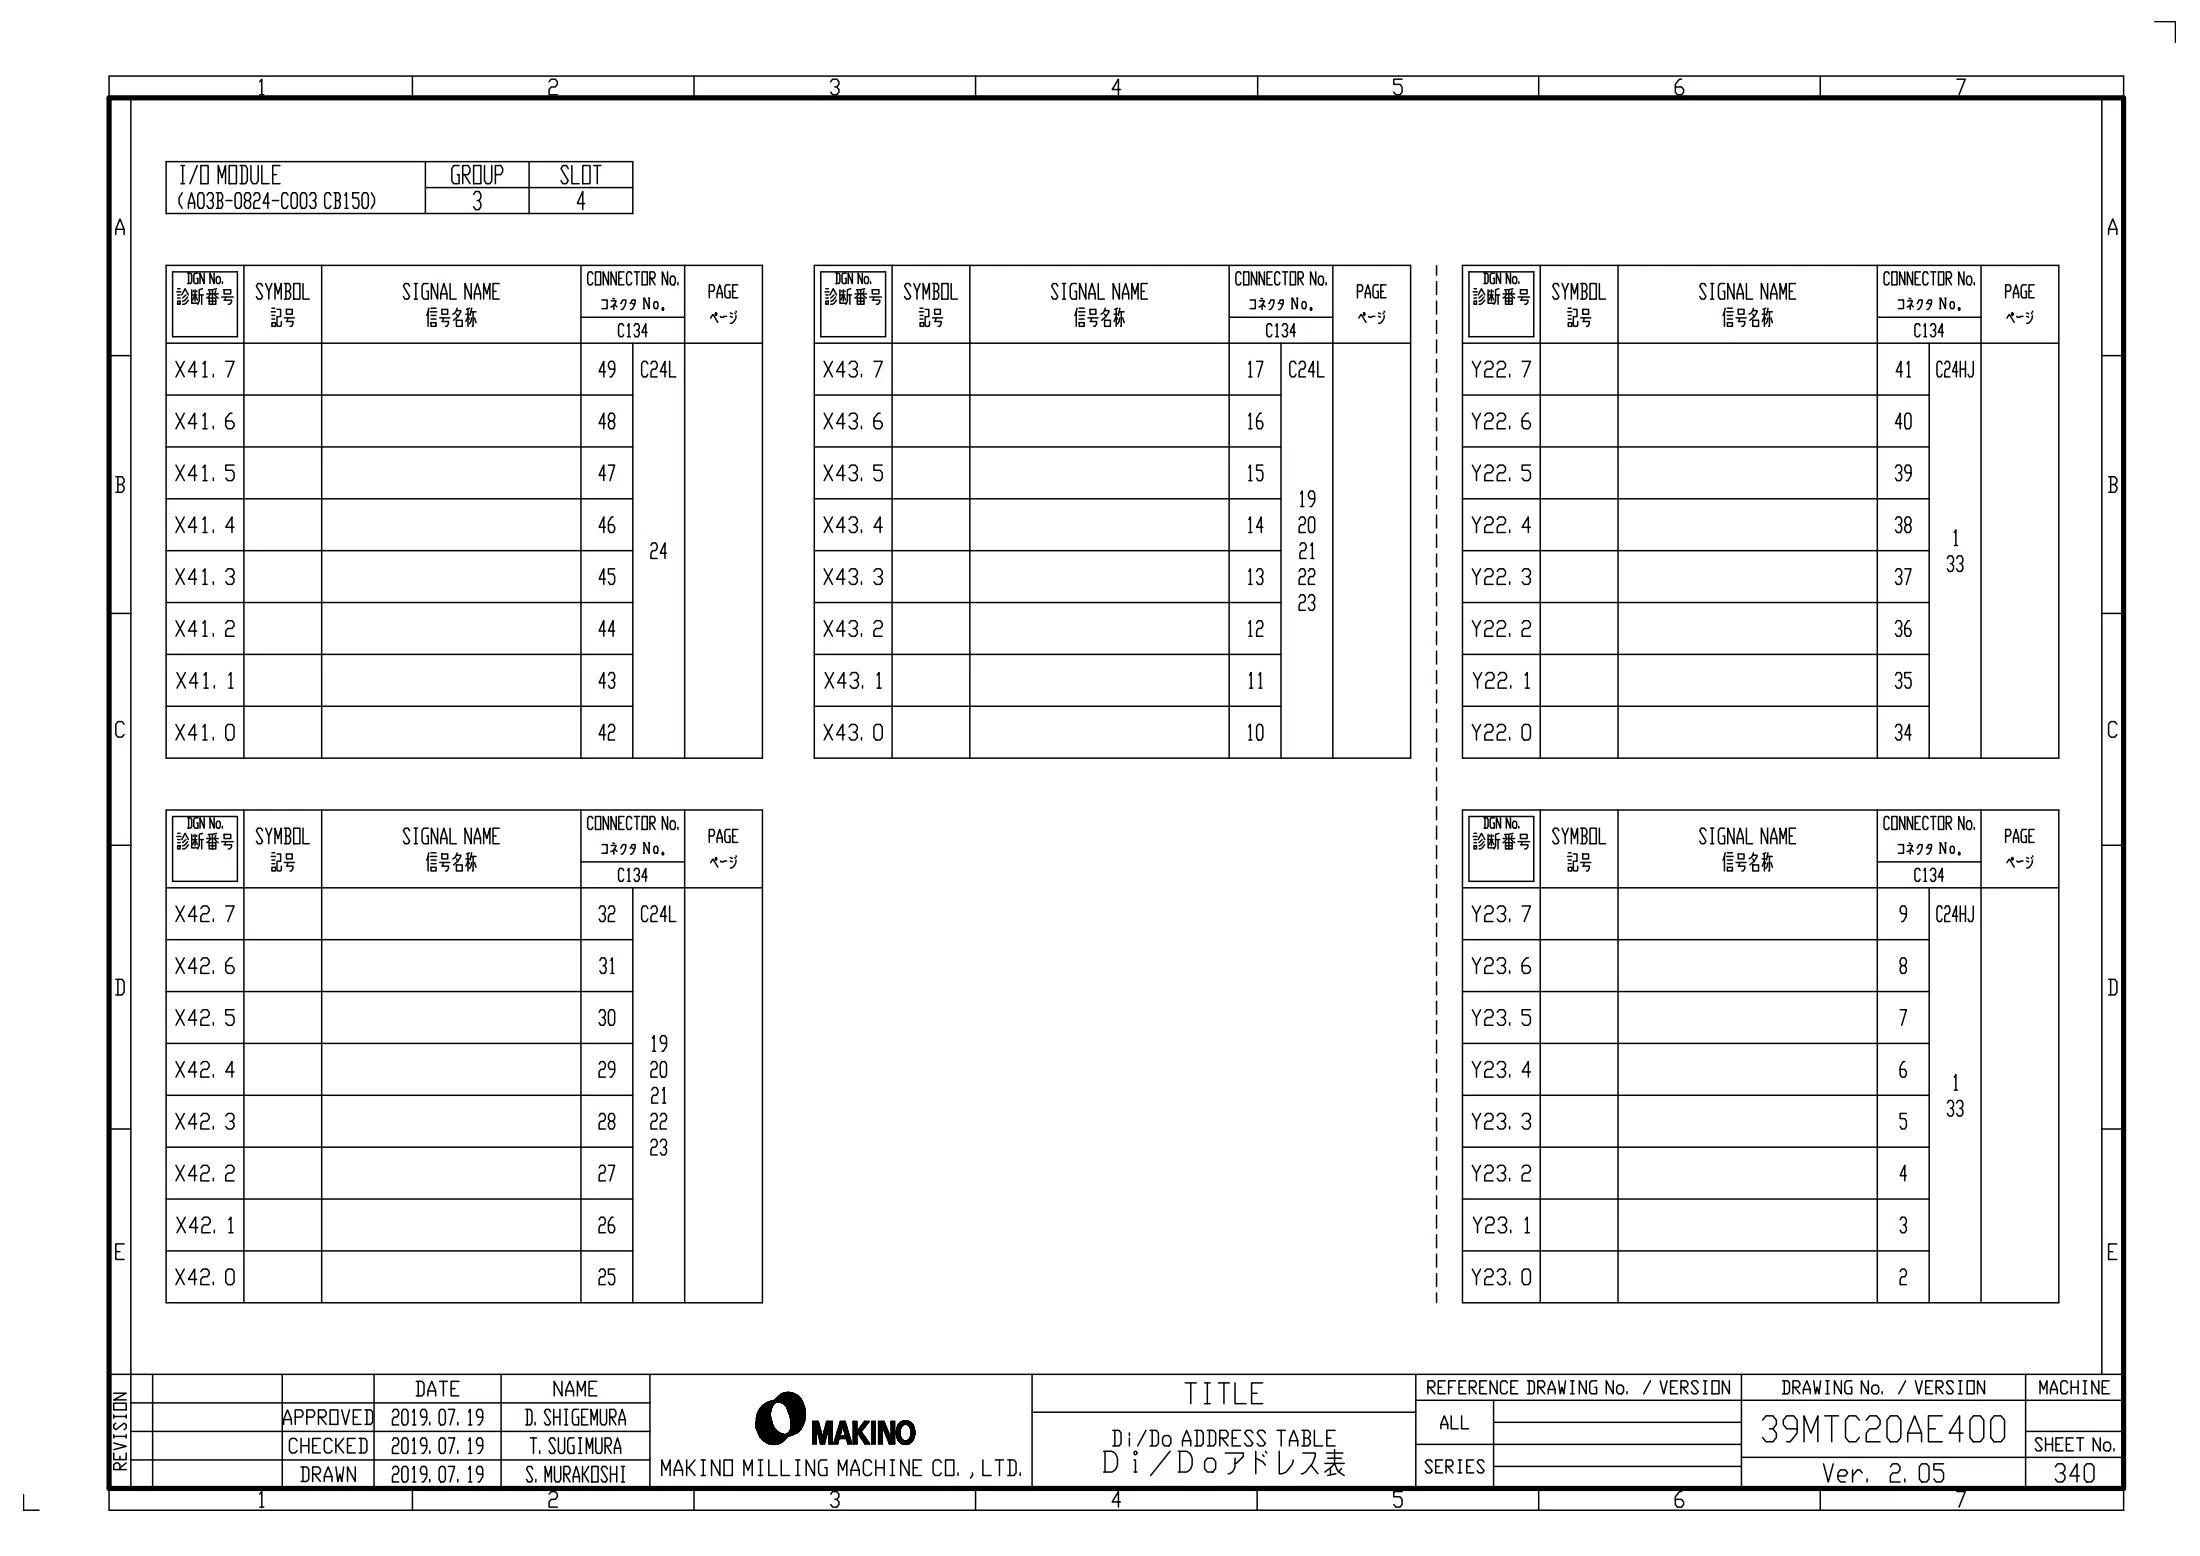 1 2 3 4 5 6 7
I/O MODULE GROUP SLOT
(A03B-0824-C003 CB150) 3 4
A A
B B
C C
D D
E E
DGN No. SYMBOL SIGNAL NAME CONNECTOR No. PAGE
診断番号 記号 信号名称 コネクタ No. ページ
C134
X41. 7 49 C24L
X41. 6 48
X41. 5 47
X41. 4 46
24
X41. 3 45
X41. 2 44
X41. 1 43
X41. 0 42
DGN No. SYMBOL SIGNAL NAME CONNECTOR No. PAGE
診断番号 記号 信号名称 コネクタ No. ページ
C134
X42. 7 32 C24L
X42. 6 31
X42. 5 30
19
X42. 4 29 20
21
X42. 3 28 22
23
X42. 2 27
X42. 1 26
X42. 0 25
DGN No. SYMBOL SIGNAL NAME CONNECTOR No. PAGE
診断番号 記号 信号名称 コネクタ No. ページ
C134
X43. 7 17 C24L
X43. 6 16
X43. 5 15
19
X43. 4 14 20
21
X43. 3 13 22
23
X43. 2 12
X43. 1 11
X43. 0 10
DGN No. SYMBOL SIGNAL NAME CONNECTOR No. PAGE
診断番号 記号 信号名称 コネクタ No. ページ
C134
Y22. 7 41 C24HJ
Y22. 6 40
Y22. 5 39
Y22. 4 38
1
33
Y22. 3 37
Y22. 2 36
Y22. 1 35
Y22. 0 34
DGN No. SYMBOL SIGNAL NAME CONNECTOR No. PAGE
診断番号 記号 信号名称 コネクタ No. ページ
C134
Y23. 7 9 C24HJ
Y23. 6 8
Y23. 5 7
Y23. 4 6
1
33
Y23. 3 5
Y23. 2 4
Y23. 1 3
Y23. 0 2
REVISION
DATE NAME
APPROVED 2019. 07. 19 D. SHIGEMURA
CHECKED 2019. 07. 19 T. SUGIMURA
DRAWN 2019. 07. 19 S. MURAKOSHI
MAKINO
MAKINO MILLING MACHINE CO. , LTD.
TITLE
Di/Do ADDRESS TABLE
Di/Doアドレス表
REFERENCE DRAWING No. / VERSION
ALL
SERIES
DRAWING No. / VERSION
39MTC20AE400
Ver. 2. 05
MACHINE
SHEET No.
340
1 2 3 4 5 6 7